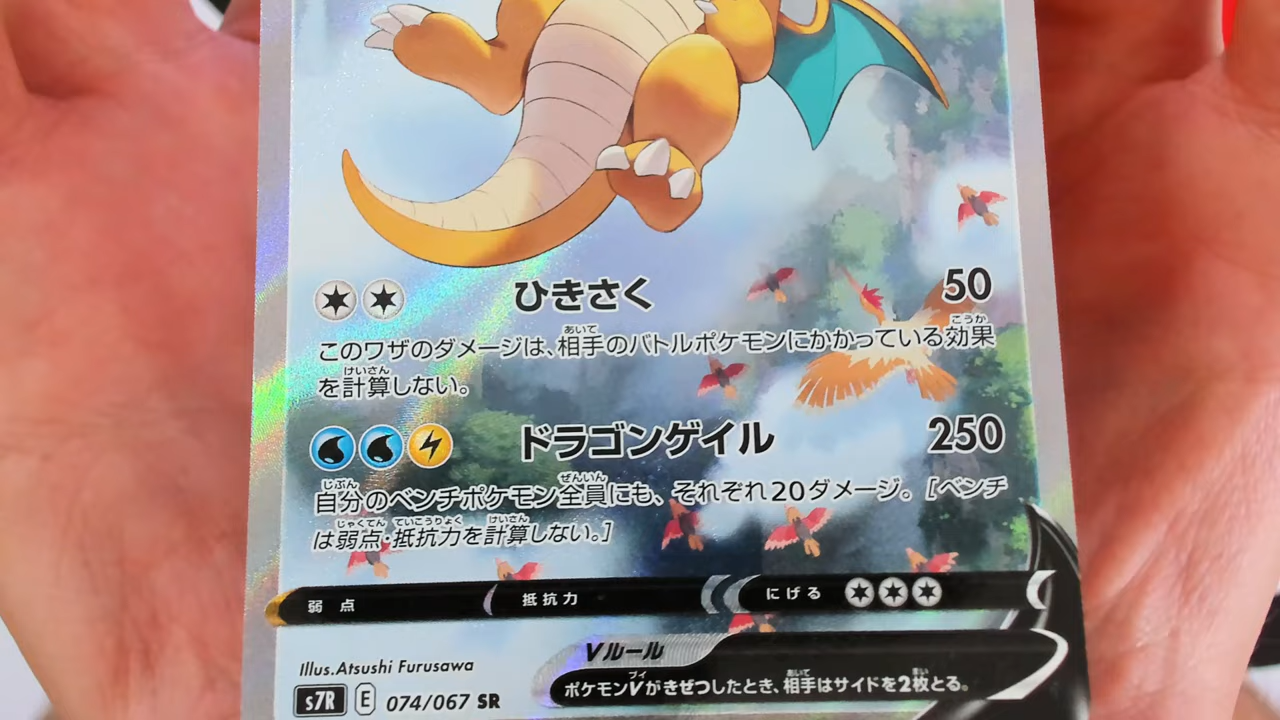 ひきさく 50
このワザのダメージは、相手のバトルポケモンにかかっている効果
を計算しない。
ドラゴンゲイル 250
自分のベンチポケモン全員にも、それぞれ20ダメージ。[ベンチ
は弱点・抵抗力を計算しない。]
弱点 抵抗力 にげる
Vルール
Illus.Atsushi Furusawa
ポケモンVがきぜつしたとき、相手はサイドを2枚とる。
s7R E 074/067 SR